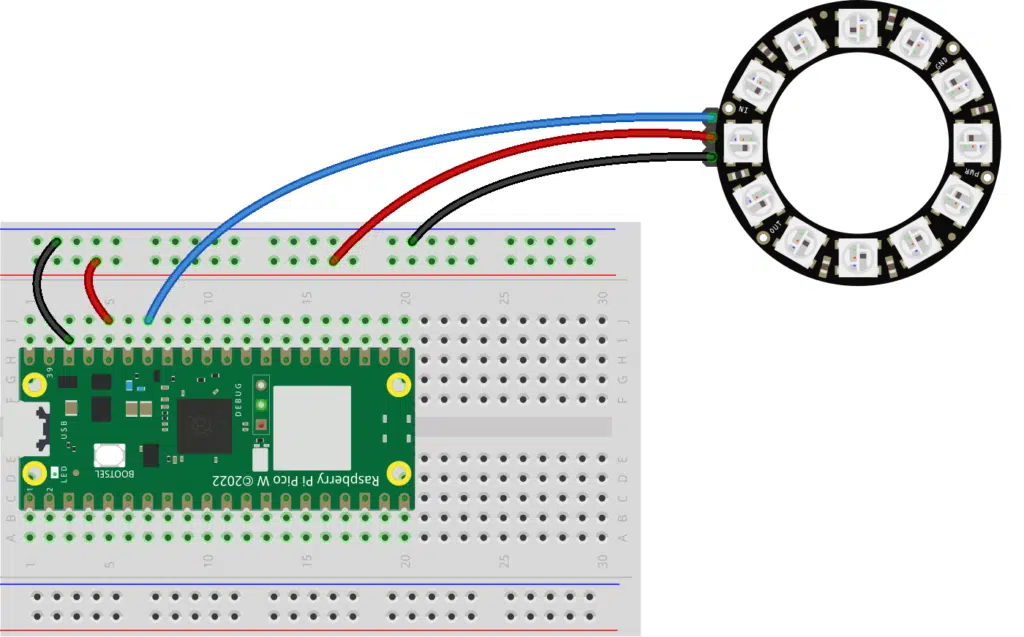 GND
IN
PWR
OUT
1 5 10 15 20 25 30
J J
I I
H H
G G
F F
39
DEBUG
USB
BOOTSEL
LED
Raspberry Pi Pico W ©2022
1 2
E E
D D
C C
B B
A A
1 5 10 15 20 25 30